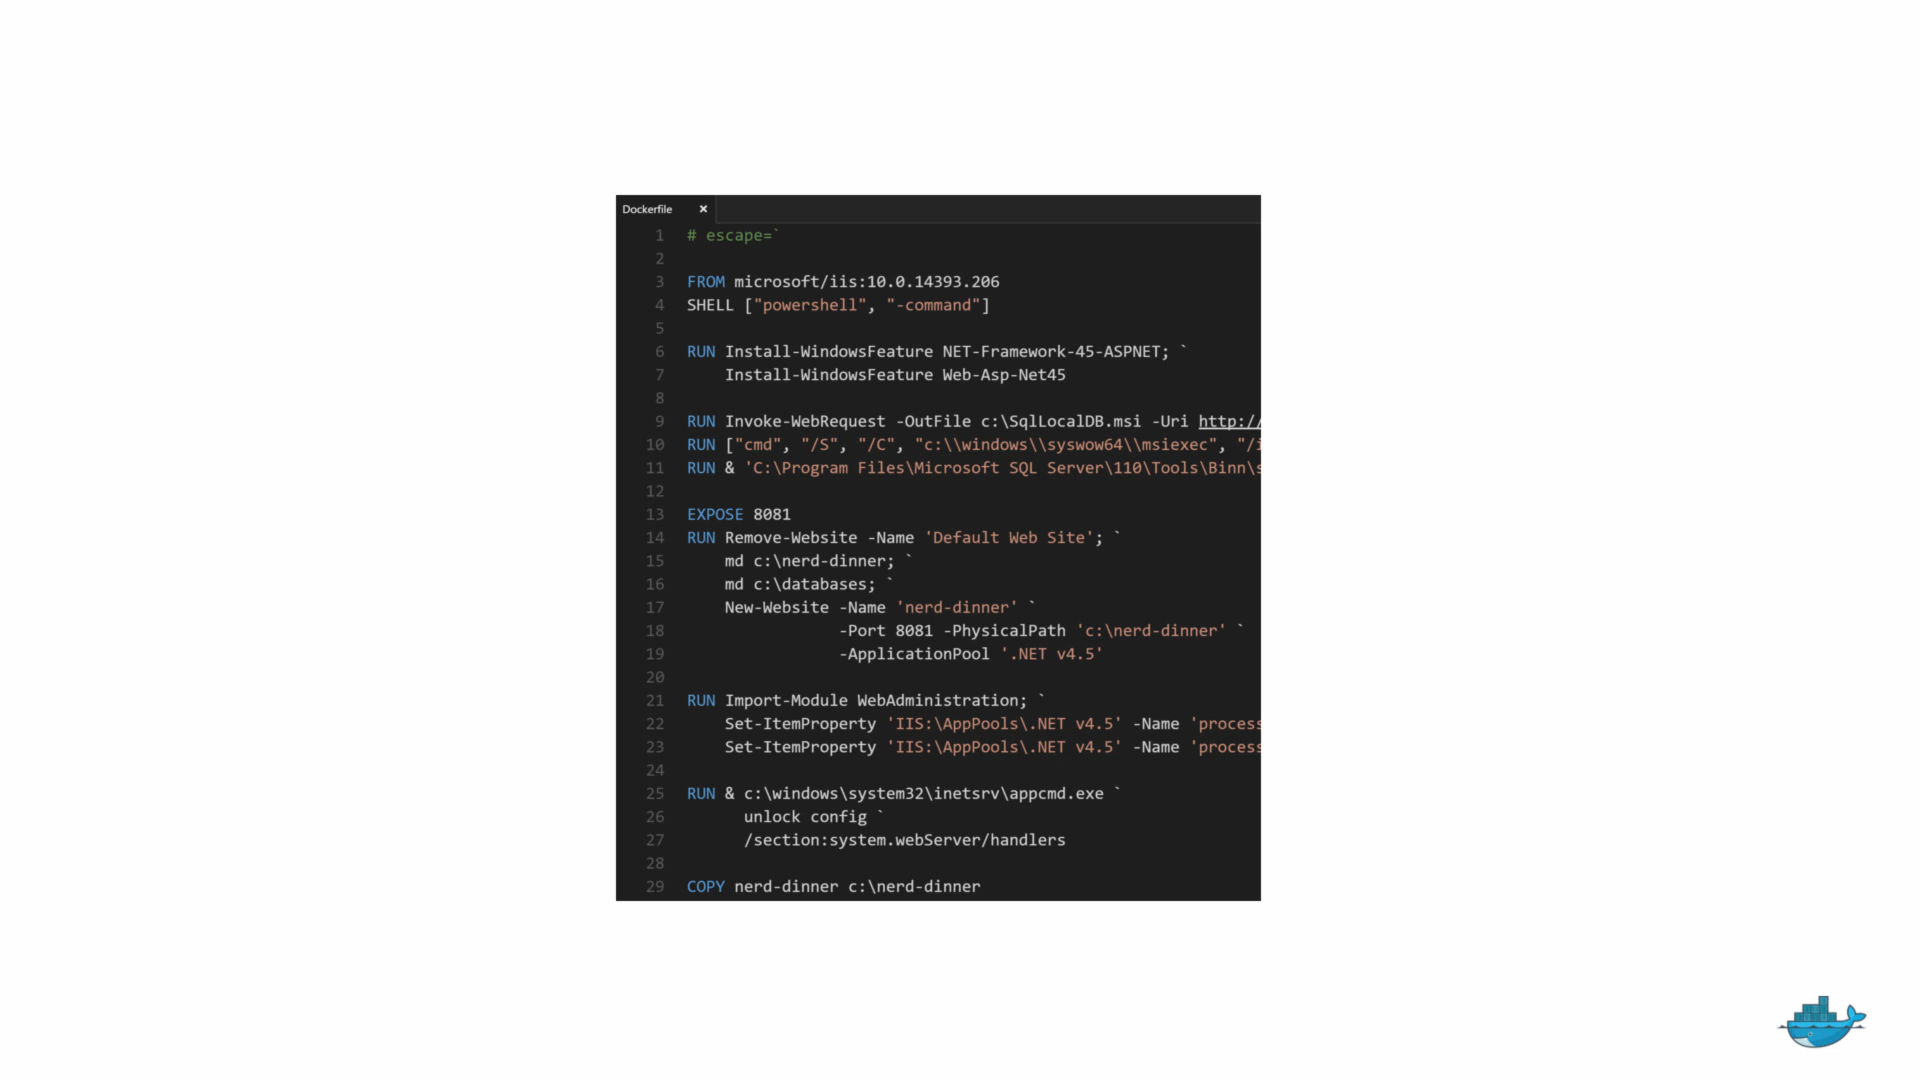 Dockerfile ×
1 # escape=`
2
3 FROM microsoft/iis:10.0.14393.206
4 SHELL ["powershell", "-command"]
5
6 RUN Install-WindowsFeature NET-Framework-45-ASPNET; `
7 Install-WindowsFeature Web-Asp-Net45
8
9 RUN Invoke-WebRequest -OutFile c:\SqlLocalDB.msi -Uri http:/
10 RUN ["cmd", "/S", "/C", "c:\\windows\\syswow64\\msiexec", "/i
11 RUN & 'C:\Program Files\Microsoft SQL Server\110\Tools\Binn\s
12
13 EXPOSE 8081
14 RUN Remove-Website -Name 'Default Web Site'; `
15 md c:\nerd-dinner; `
16 md c:\databases; `
17 New-Website -Name 'nerd-dinner' `
18 -Port 8081 -PhysicalPath 'c:\nerd-dinner' `
19 -ApplicationPool '.NET v4.5'
20
21 RUN Import-Module WebAdministration; `
22 Set-ItemProperty 'IIS:\AppPools\.NET v4.5' -Name 'process
23 Set-ItemProperty 'IIS:\AppPools\.NET v4.5' -Name 'process
24
25 RUN & c:\windows\system32\inetsrv\appcmd.exe `
26 unlock config `
27 /section:system.webServer/handlers
28
29 COPY nerd-dinner c:\nerd-dinner